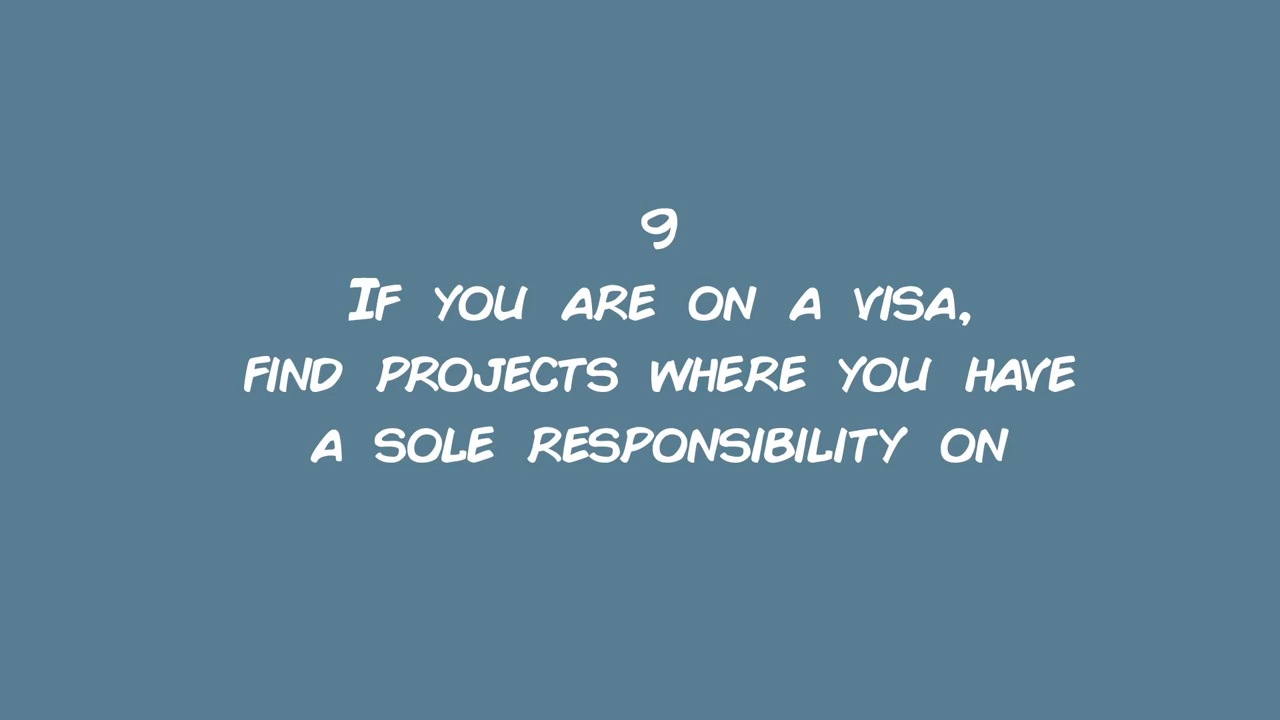 9
If you are on a visa,
find projects where you have
a sole responsibility on